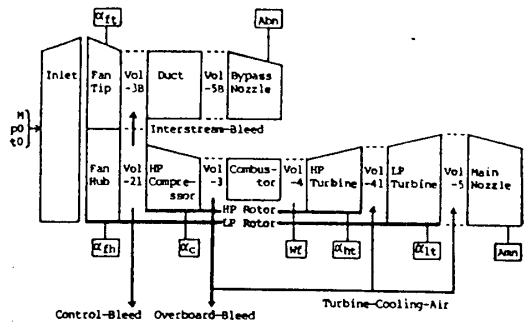 αft
Abn
Inlet
Fan Tip
Vol -3B
Duct
Vol -5B
Bypass Nozzle
M
p0
t0
Interstream-Bleed
Fan Hub
Vol -21
HP Compressor
Vol -3
Combus-tor
Vol -4
HP Turbine
Vol -41
LP Turbine
Vol -5
Main Nozzle
HP Rotor
LP Rotor
αfh
αc
Wf
αht
αlt
Amn
Turbine-Cooling-Air
Control-Bleed
Overboard-Bleed